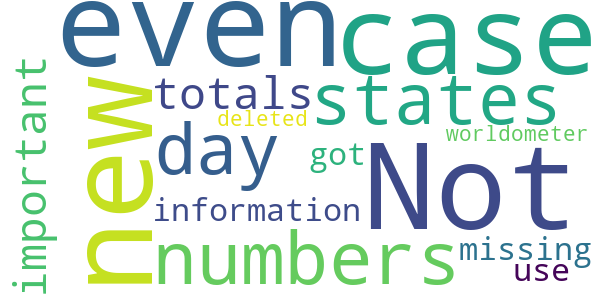 even
case
new
important
totals
states
deleted
worldometer
day
got
Not
information
numbers
missing
use